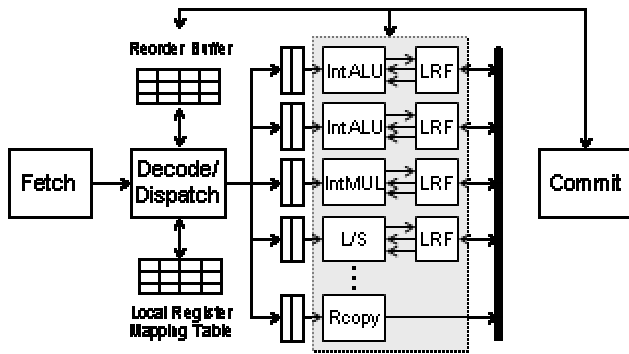 Reorder Buffer
IntALU
LRF
IntALU
LRF
Fetch
Decode/
Dispatch
IntMUL
LRF
Commit
L/S
LRF
Local Register
Mapping Table
Rcopy